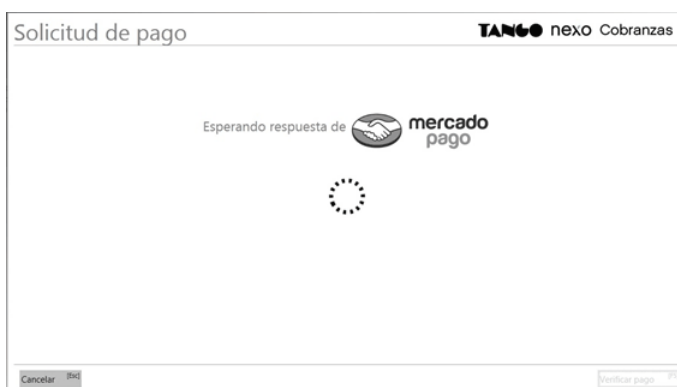 Solicitud de pago
TANGO nexo Cobranzas
Esperando respuesta de mercado pago
Cancelar [Esc]
Verificar pago